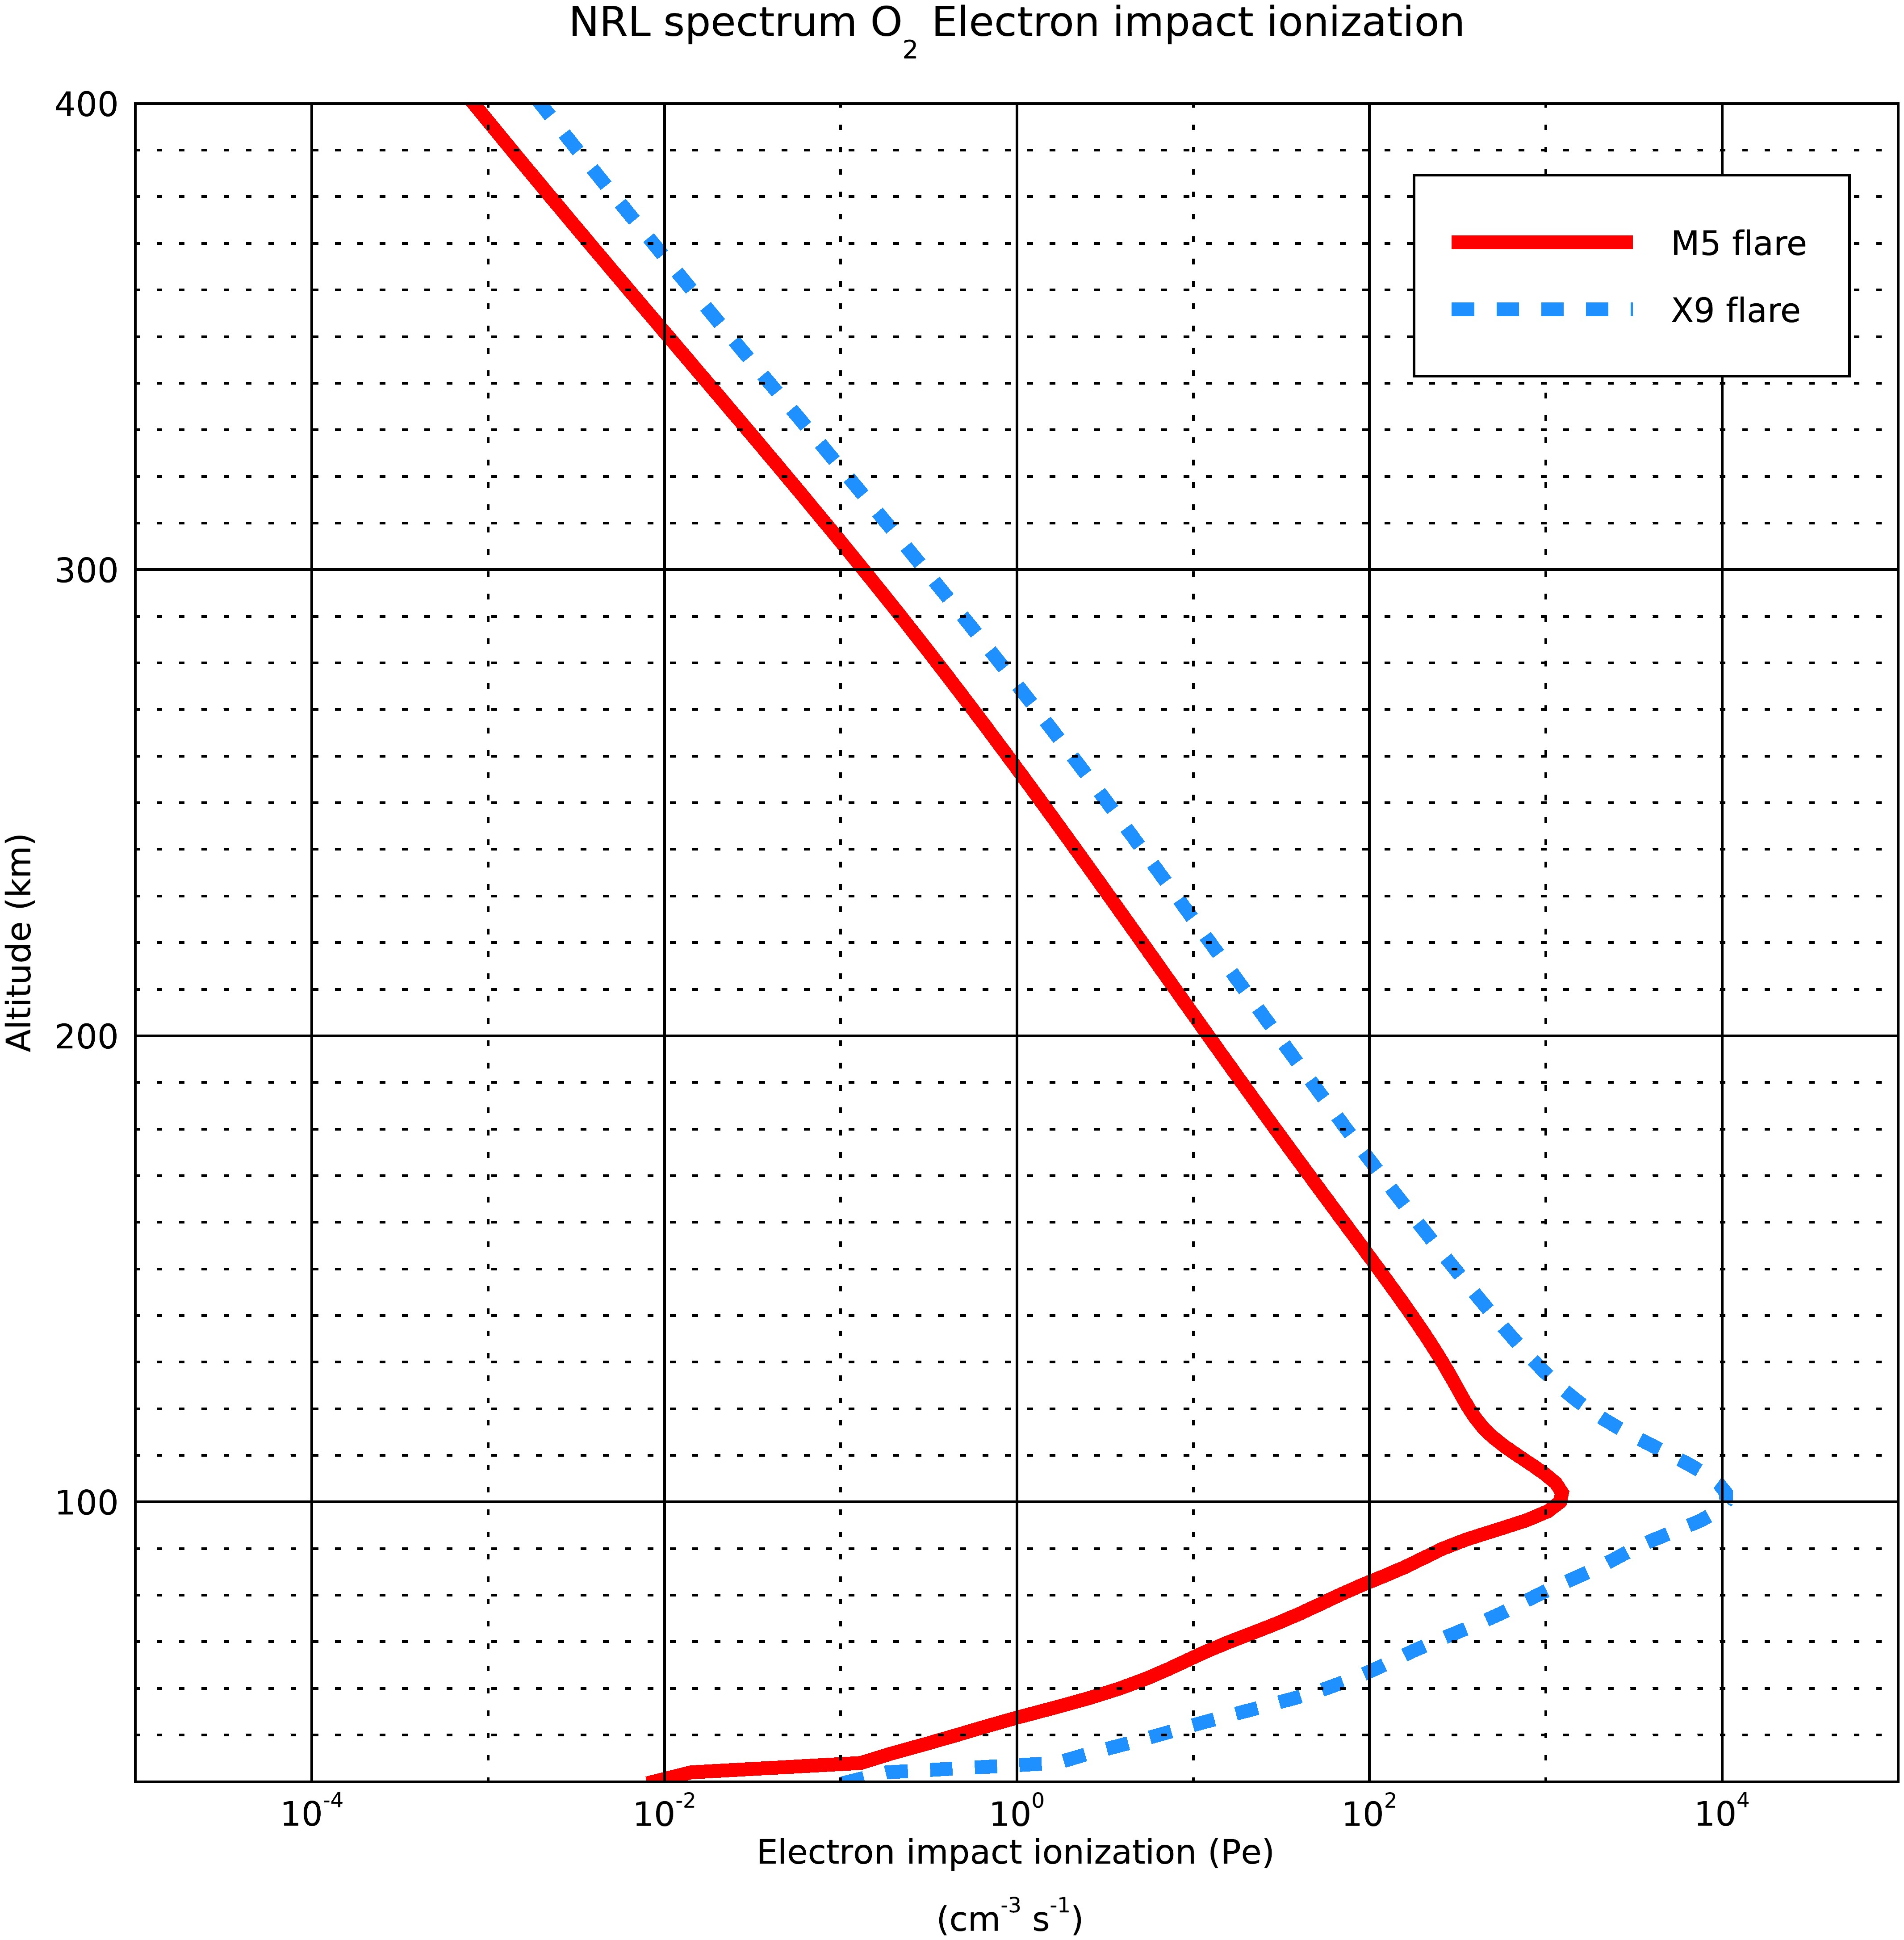 NRL spectrum O₂ Electron impact ionization
400
M5 flare
X9 flare
300
Altitude (km)
200
100
10⁻⁴ 10⁻² 10⁰ 10² 10⁴
Electron impact ionization (Pe)
(cm⁻³ s⁻¹)